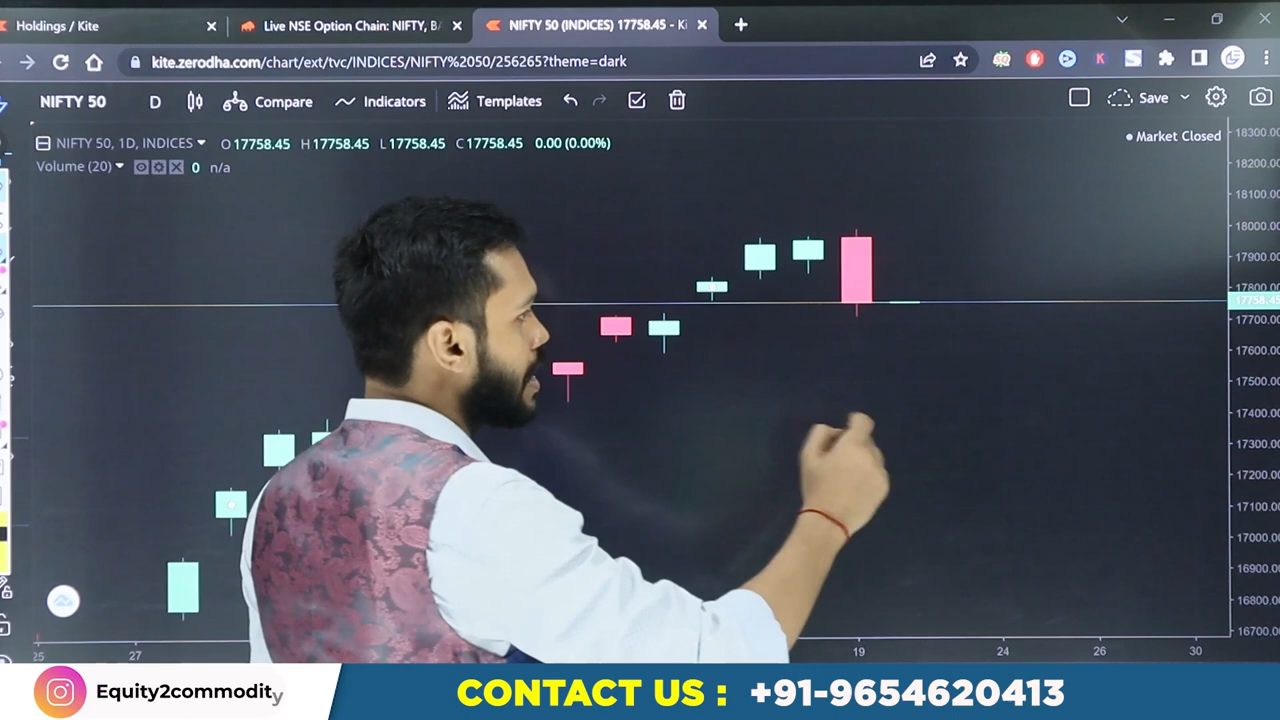 Holdings / Kite
Live NSE Option Chain: NIFTY, B
NIFTY 50 (INDICES) 17758.45 - Ki
kite.zerodha.com/chart/ext/tvc/INDICES/NIFTY%2050/256265?theme=dark
NIFTY 50 D Compare Indicators Templates Save
NIFTY 50, 1D, INDICES O 17758.45 H 17758.45 L 17758.45 C 17758.45 0.00 (0.00%)
Market Closed
Volume (20) 0 n/a
18300.00
18200.00
18100.00
18000.00
17900.00
17800.00
17758.45
17700.00
17600.00
17500.00
17400.00
17300.00
17200.00
17100.00
17000.00
16900.00
16800.00
16700.00
25 27 19 24 26 30
Equity2commodity
CONTACT US : +91-9654620413